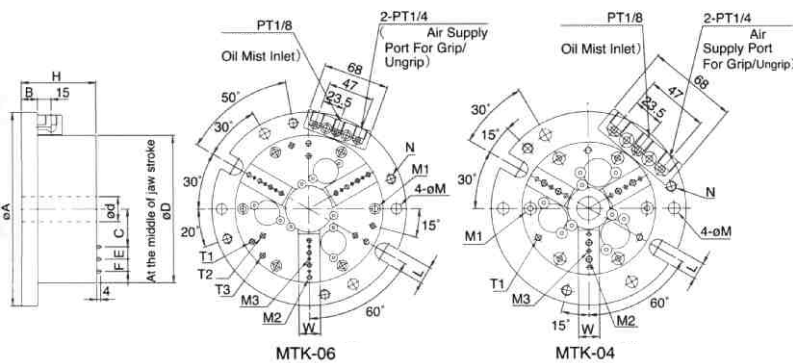 H
B
15
øA
ød
C
E
F
øD
At the middle of jaw stroke
4
PT1/8
Oil Mist Inlet)
2-PT1/4
( Air Supply
Port For Grip/
Ungrip)
68
47
23,5
50°
30°
30°
20°
N
M1
4-øM
15°
T1
T2
T3
M3
M2
W
L
60°
MTK-06
PT1/8
Oil Mist Inlet)
2-PT1/4
Air
Supply Port
For Grip/Ungrip)
68
47
23,5
30°
15°
30°
N
4-øM
M1
T1
M3
M2
15°
W
L
60°
MTK-04